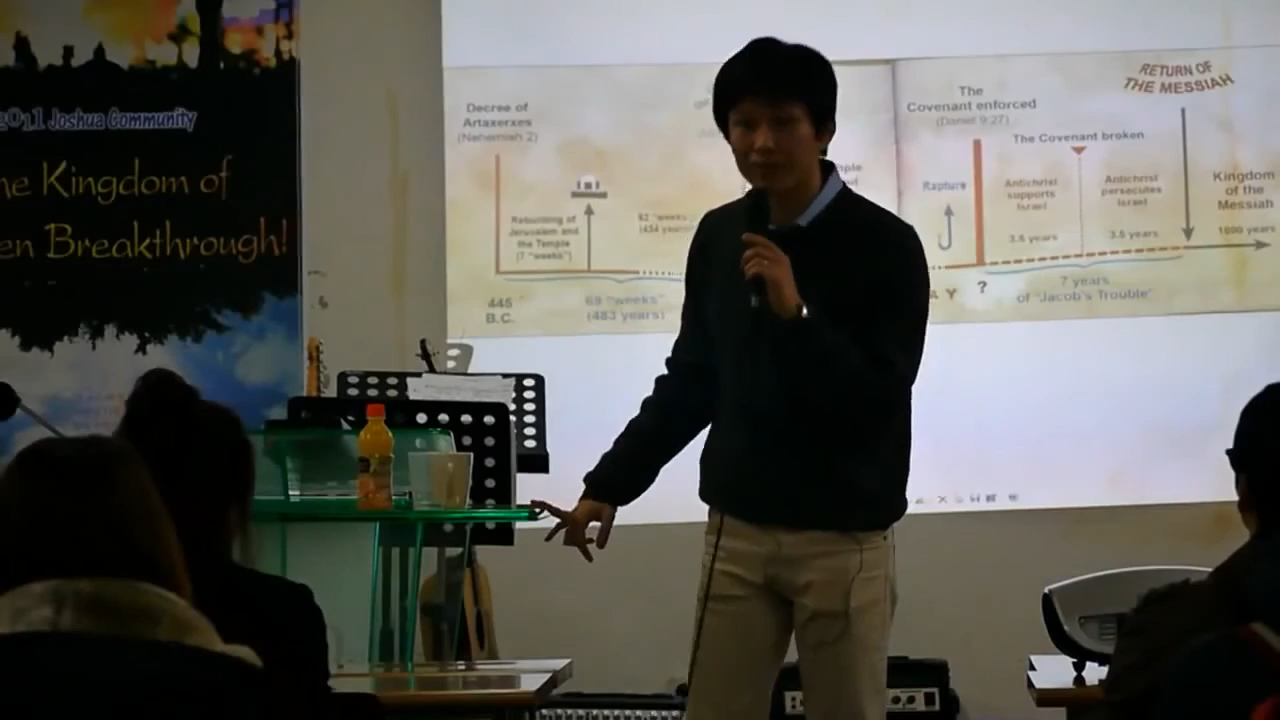 2011 Joshua Community
Kingdom of
Breakthrough!
Decree of
Artaxerxes
(Nehemiah 2)
Rebuilding of
Jerusalem and
the Temple
(7 "weeks")
62 "weeks"
(434 years)
445
B.C.
69 "weeks"
(483 years)
The
Covenant enforced
(Daniel 9:27)
RETURN OF
THE MESSIAH
The Covenant broken
Rapture
Antichrist
supports
Israel
3.5 years
Antichrist
persecutes
Israel
3.5 years
Kingdom
of the
Messiah
1000 years
?
7 years
of "Jacob's Trouble"